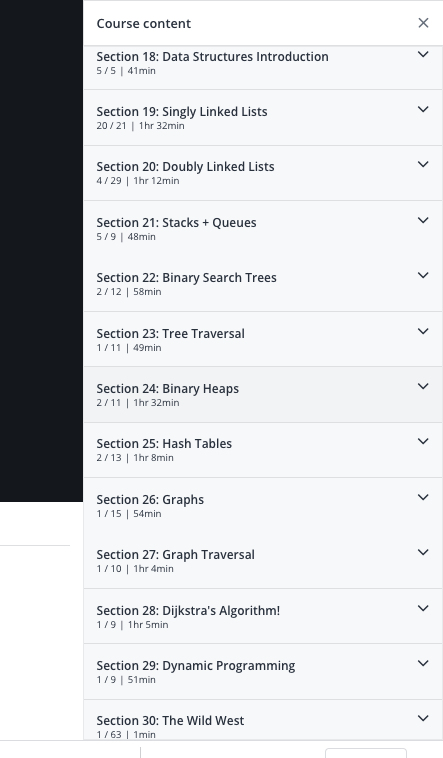 Course content
Section 18: Data Structures Introduction
5 / 5 | 41min
Section 19: Singly Linked Lists
20 / 21 | 1hr 32min
Section 20: Doubly Linked Lists
4 / 29 | 1hr 12min
Section 21: Stacks + Queues
5 / 9 | 48min
Section 22: Binary Search Trees
2 / 12 | 58min
Section 23: Tree Traversal
1 / 11 | 49min
Section 24: Binary Heaps
2 / 11 | 1hr 32min
Section 25: Hash Tables
2 / 13 | 1hr 8min
Section 26: Graphs
1 / 15 | 54min
Section 27: Graph Traversal
1 / 10 | 1hr 4min
Section 28: Dijkstra's Algorithm!
1 / 9 | 1hr 5min
Section 29: Dynamic Programming
1 / 9 | 51min
Section 30: The Wild West
1 / 63 | 1min